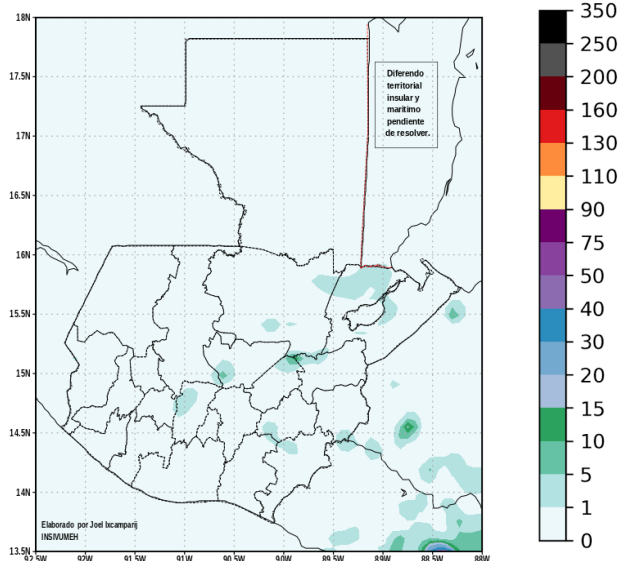 18N
17.5N
17N
16.5N
16N
15.5N
15N
14.5N
14N
13.5N
92.5W 92W 91.5W 91W 90.5W 90W 89.5W 89W 88.5W 88W
Diferendo
territorial
insular y
marítimo
pendiente
de resolver.
Elaborado por Joel Ixcamparij
INSIVUMEH
350
250
200
160
130
110
90
75
50
40
30
20
15
10
5
1
0